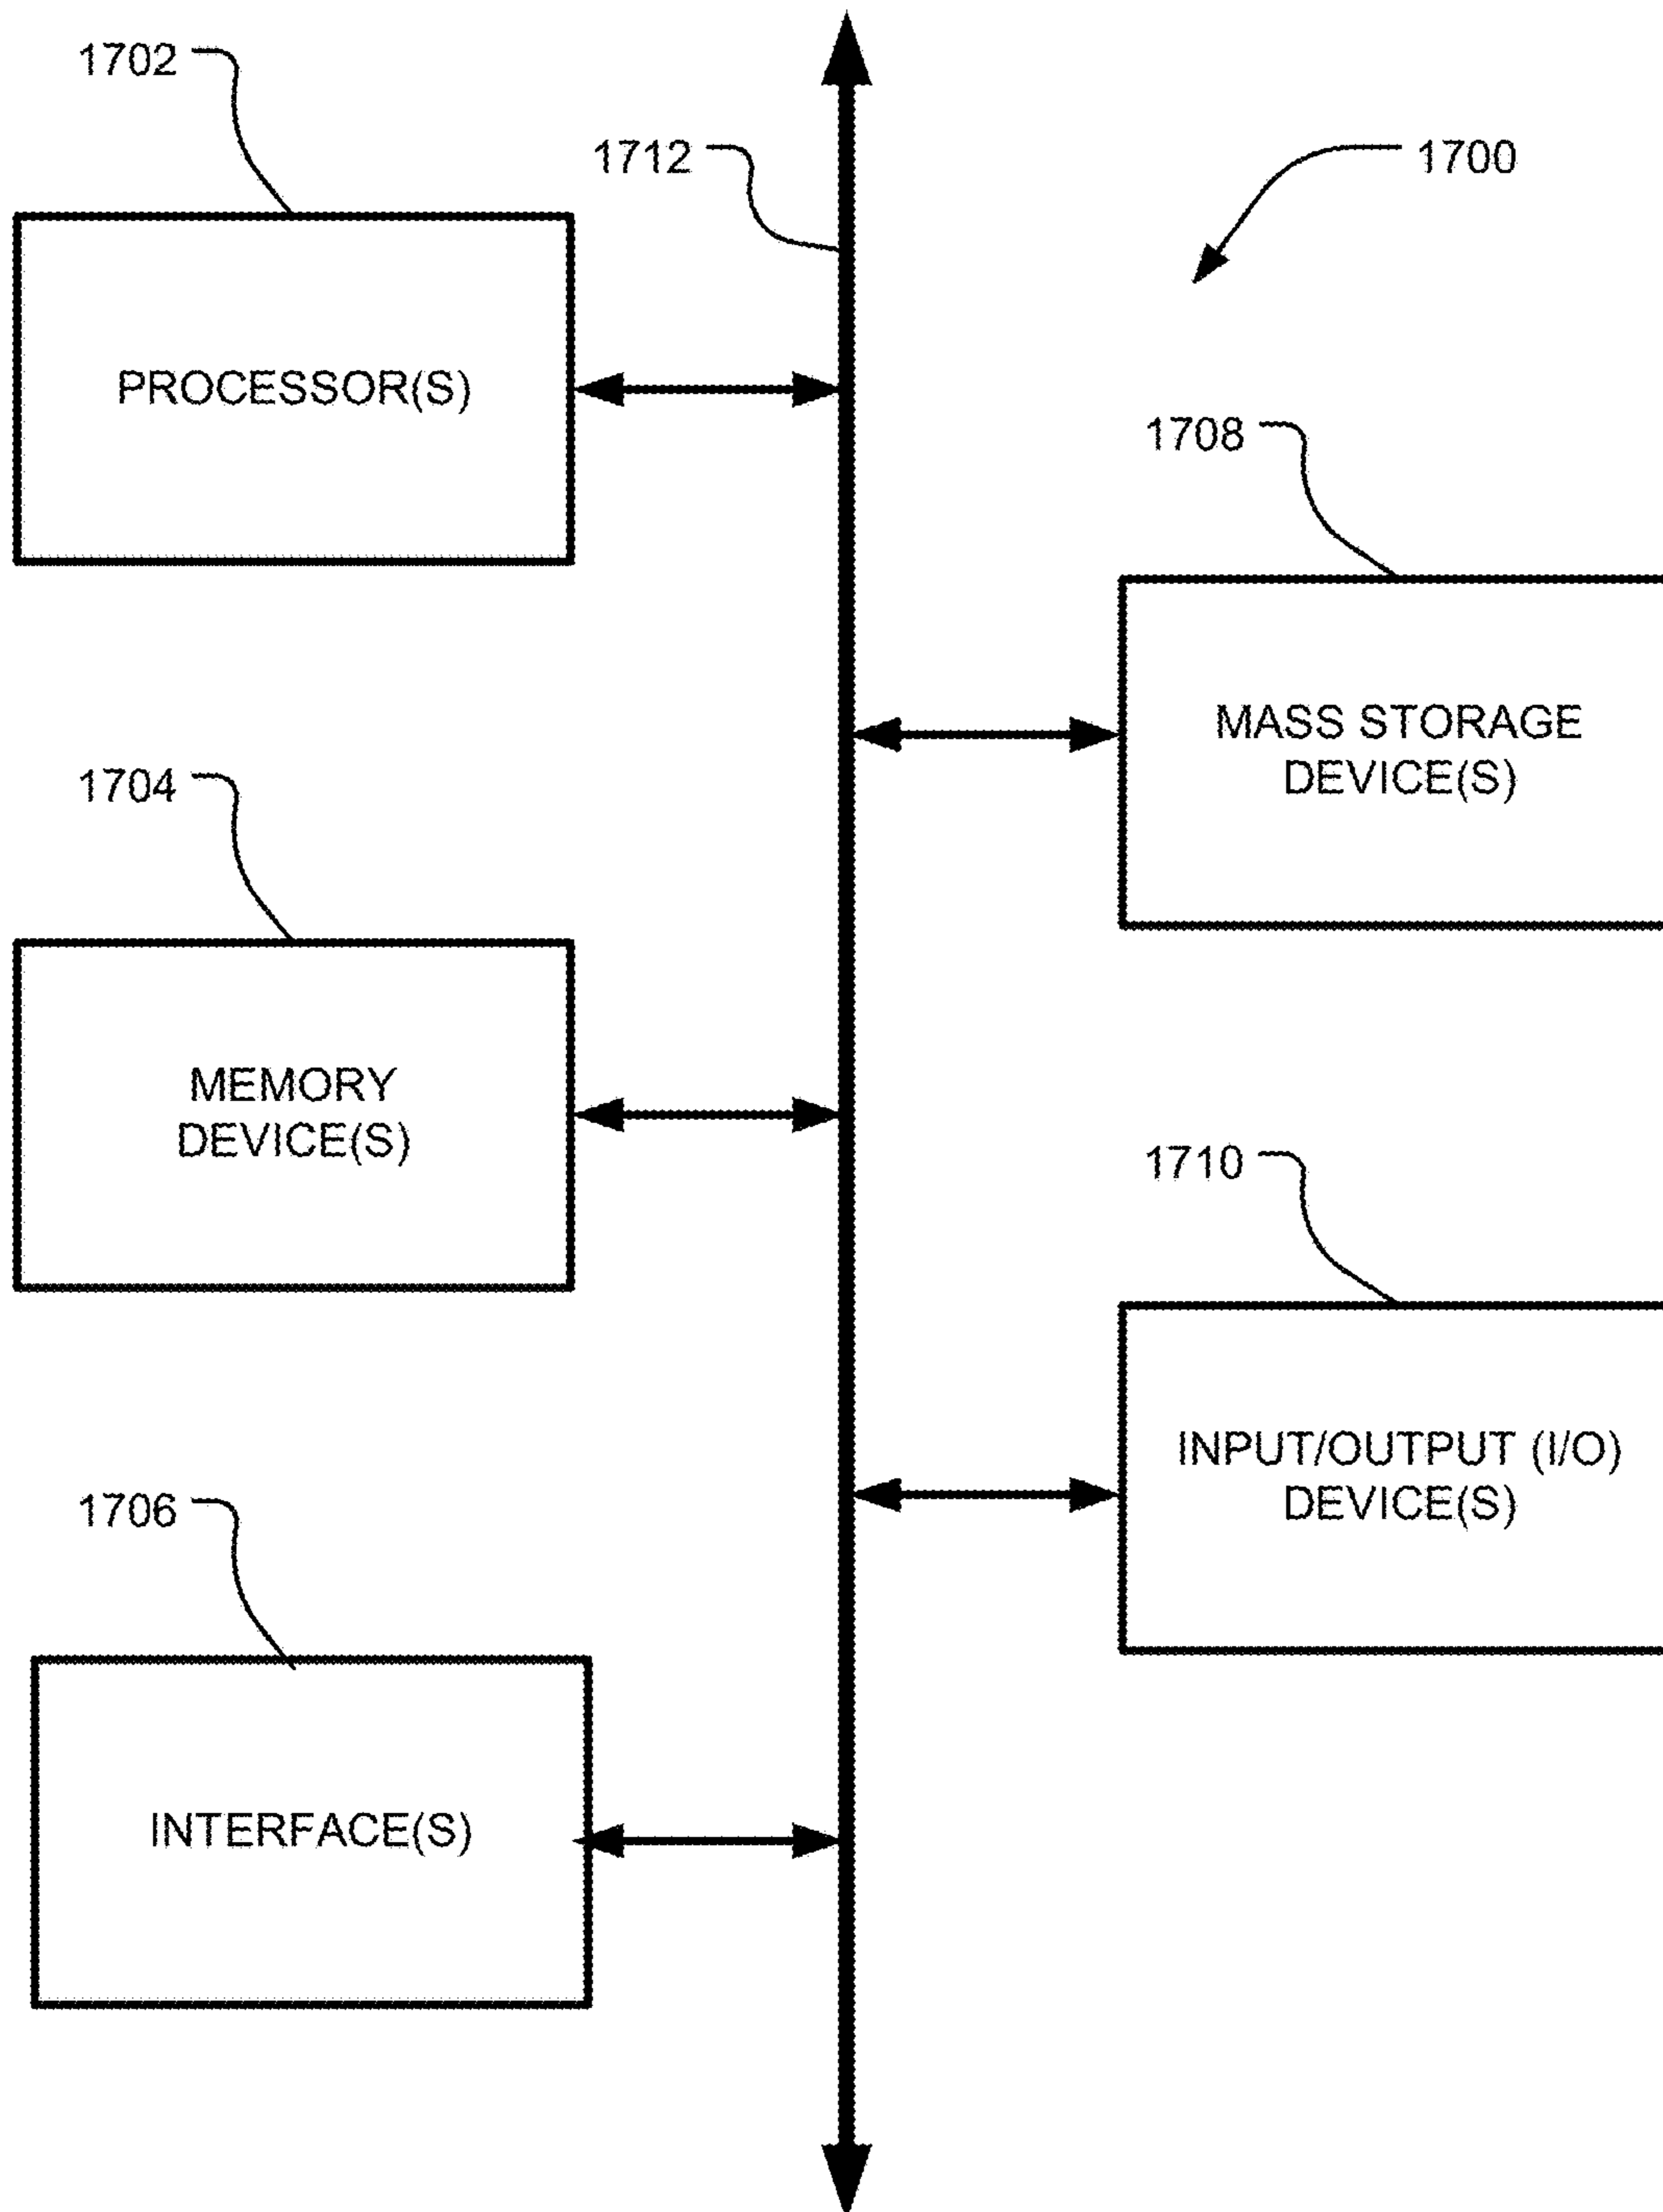 1702
1712
1700
PROCESSOR(S)
1708
MASS STORAGE
DEVICE(S)
1704
MEMORY
DEVICE(S)
1710
INPUT/OUTPUT (I/O)
DEVICE(S)
1706
INTERFACE(S)